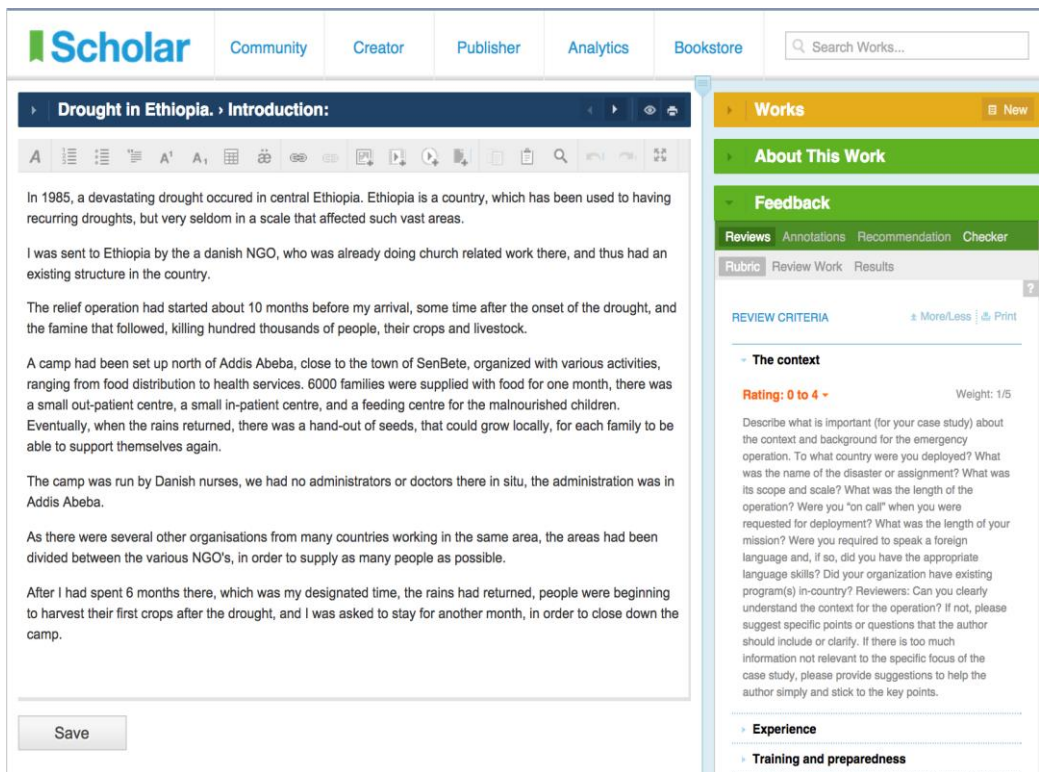 Scholar
Community
Creator
Publisher
Analytics
Bookstore
Search Works...
Drought in Ethiopia. › Introduction:
In 1985, a devastating drought occured in central Ethiopia. Ethiopia is a country, which has been used to having
recurring droughts, but very seldom in a scale that affected such vast areas.
I was sent to Ethiopia by the a danish NGO, who was already doing church related work there, and thus had an
existing structure in the country.
The relief operation had started about 10 months before my arrival, some time after the onset of the drought, and
the famine that followed, killing hundred thousands of people, their crops and livestock.
A camp had been set up north of Addis Abeba, close to the town of SenBete, organized with various activities,
ranging from food distribution to health services. 6000 families were supplied with food for one month, there was
a small out-patient centre, a small in-patient centre, and a feeding centre for the malnourished children.
Eventually, when the rains returned, there was a hand-out of seeds, that could grow locally, for each family to be
able to support themselves again.
The camp was run by Danish nurses, we had no administrators or doctors there in situ, the administration was in
Addis Abeba.
As there were several other organisations from many countries working in the same area, the areas had been
divided between the various NGO's, in order to supply as many people as possible.
After I had spent 6 months there, which was my designated time, the rains had returned, people were beginning
to harvest their first crops after the drought, and I was asked to stay for another month, in order to close down the
camp.
Save
Works
New
About This Work
Feedback
Reviews Annotations Recommendation Checker
Rubric Review Work Results
?
REVIEW CRITERIA
± More/Less Print
The context
Rating: 0 to 4
Weight: 1/5
Describe what is important (for your case study) about
the context and background for the emergency
operation. To what country were you deployed? What
was the name of the disaster or assignment? What was
its scope and scale? What was the length of the
operation? Were you "on call" when you were
requested for deployment? What was the length of your
mission? Were you required to speak a foreign
language and, if so, did you have the appropriate
language skills? Did your organization have existing
program(s) in-country? Reviewers: Can you clearly
understand the context for the operation? If not, please
suggest specific points or questions that the author
should include or clarify. If there is too much
information not relevant to the specific focus of the
case study, please provide suggestions to help the
author simply and stick to the key points.
Experience
Training and preparedness